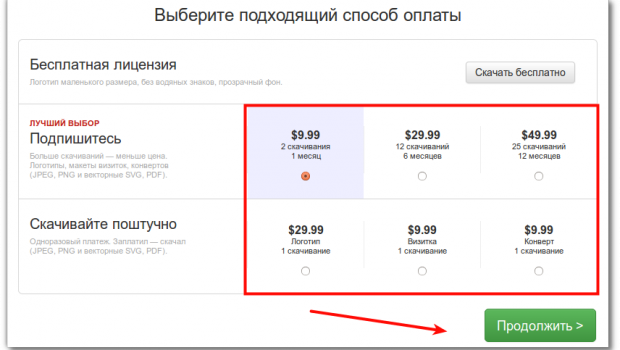 Выберите подходящий способ оплаты
Бесплатная лицензия
Логотип маленького размера, без водяных знаков, прозрачный фон.
Скачать бесплатно
ЛУЧШИЙ ВЫБОР
Подпишитесь
Больше скачиваний — меньше цена.
Логотипы, макеты визиток, конвертов
(JPEG, PNG и векторные SVG, PDF).
$9.99
2 скачивания
1 месяц
$29.99
12 скачиваний
6 месяцев
$49.99
25 скачиваний
12 месяцев
Скачивайте поштучно
Одноразовый платеж. Заплатил — скачал
(JPEG, PNG и векторные SVG, PDF).
$29.99
Логотип
1 скачивание
$9.99
Визитка
1 скачивание
$9.99
Конверт
1 скачивание
Продолжить >